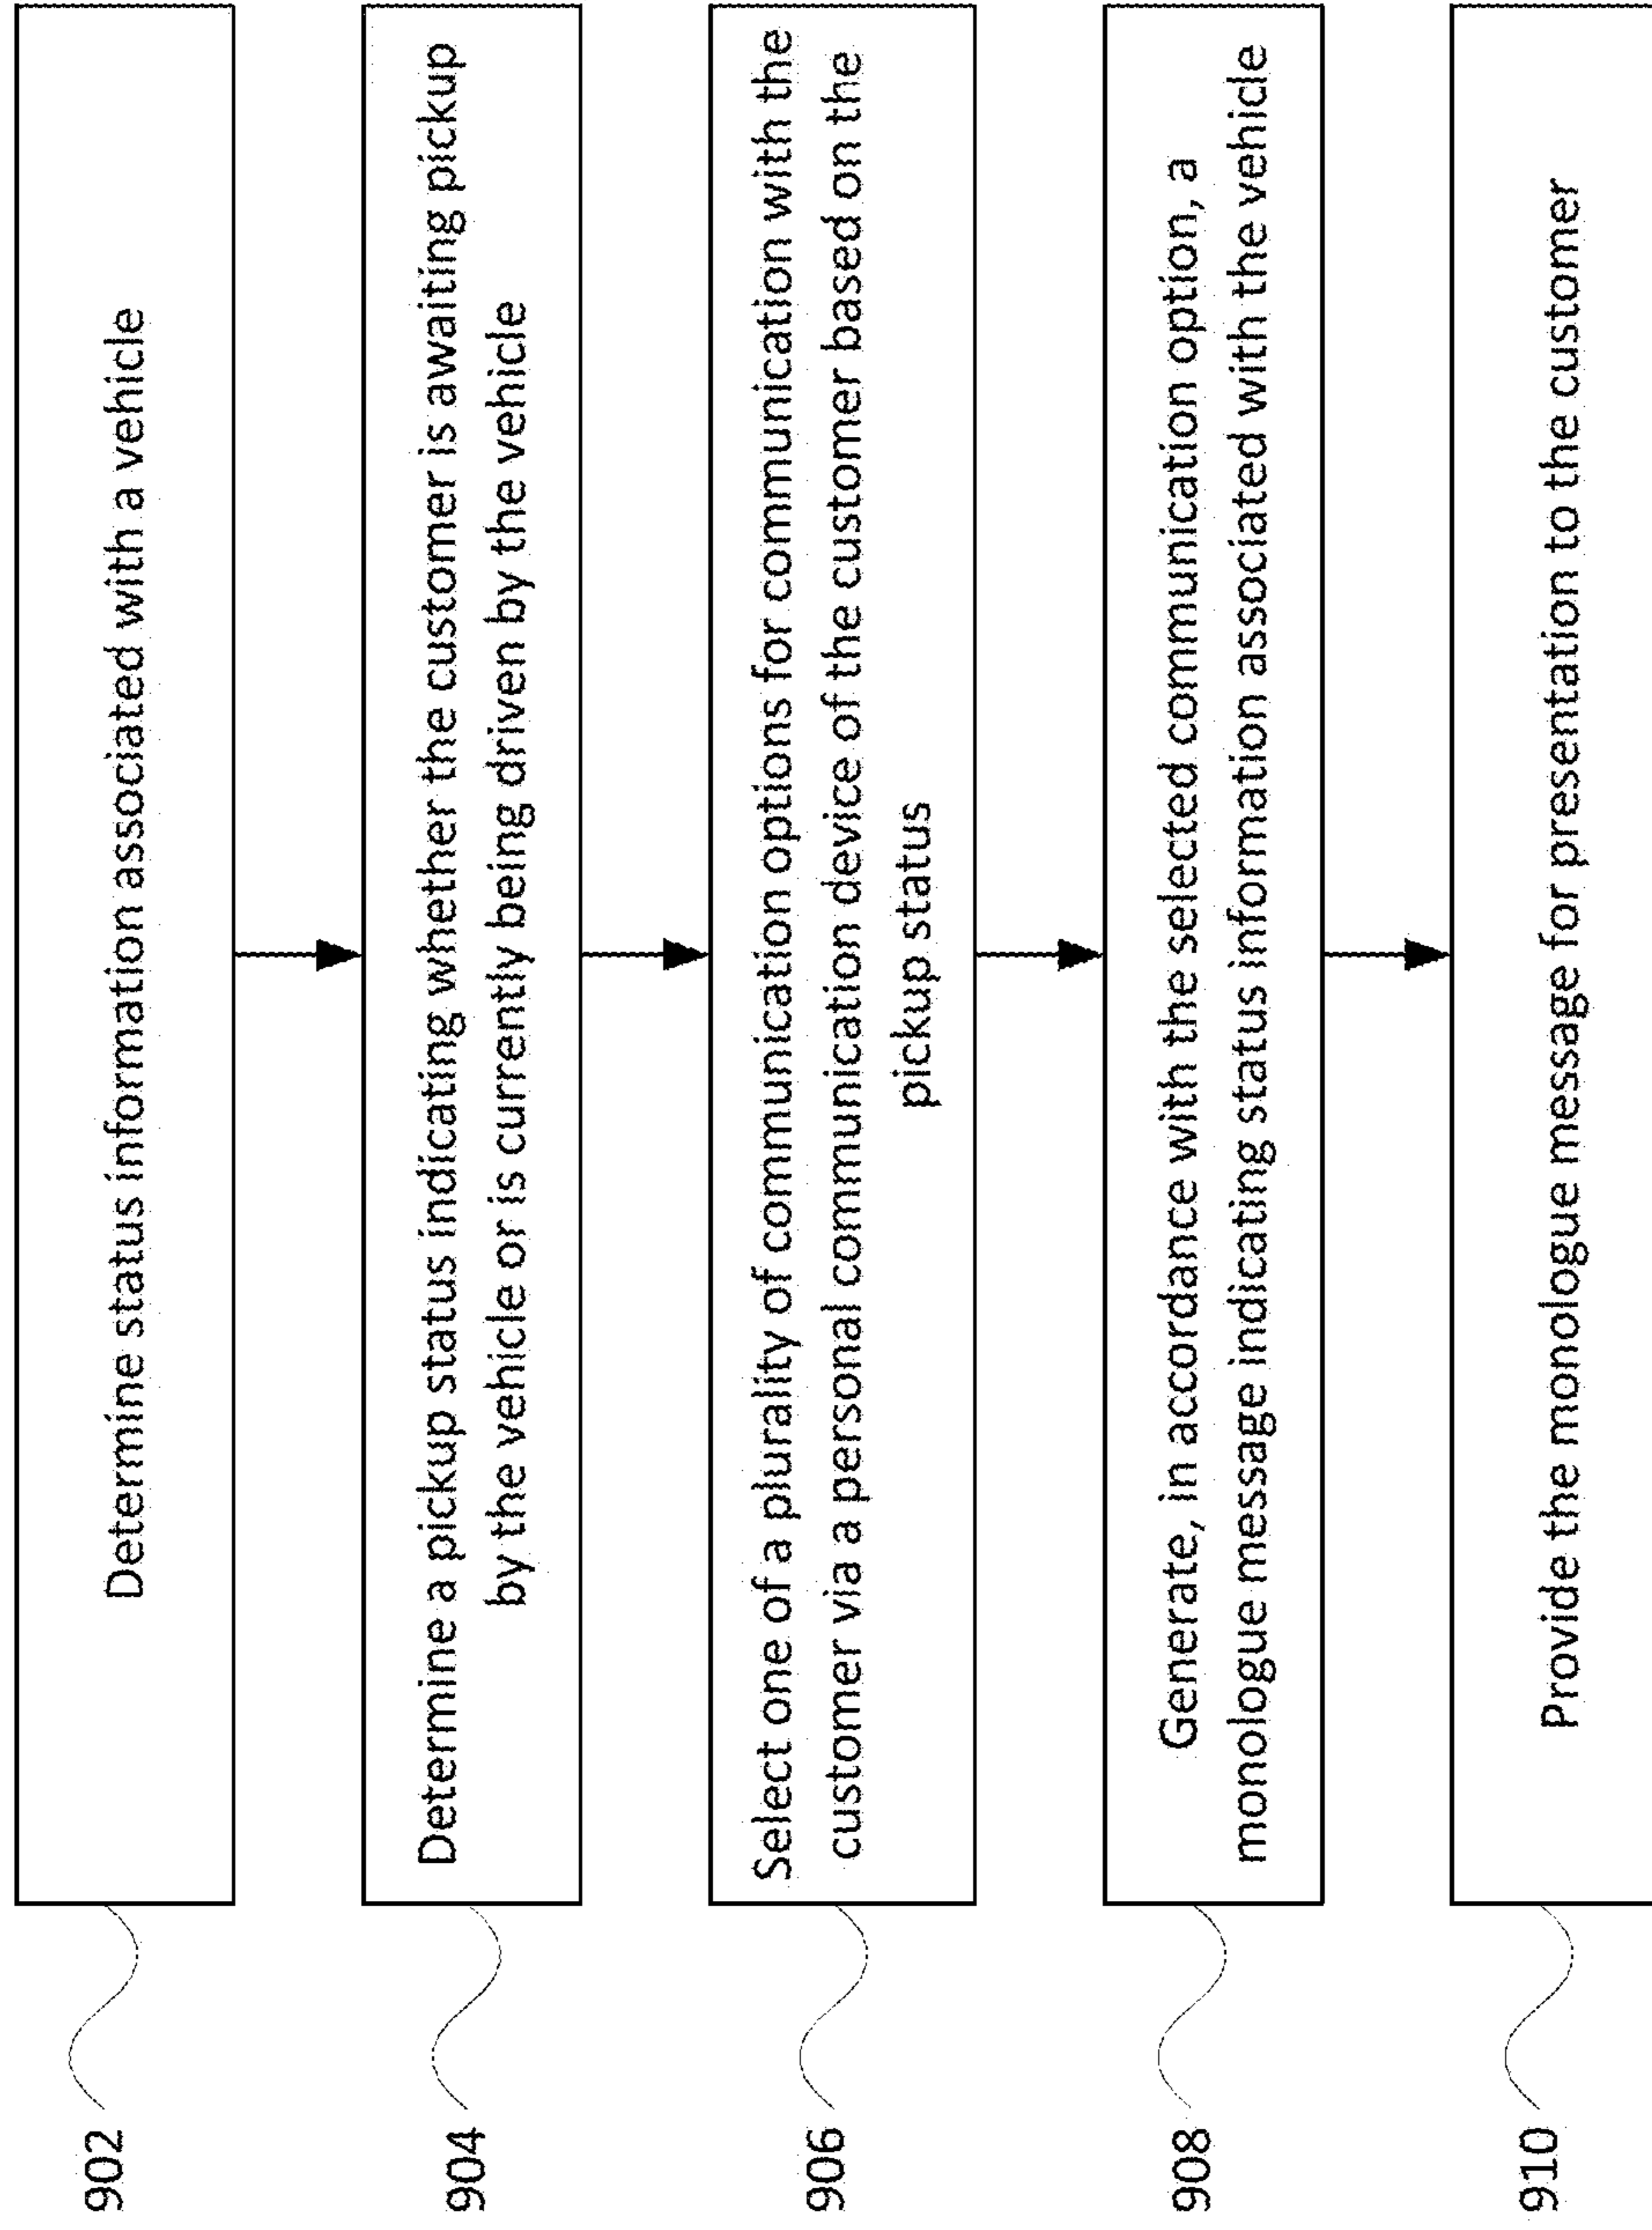 902
Determine status information associated with a vehicle
904
Determine a pickup status indicating whether the customer is awaiting pickup
by the vehicle or is currently being driven by the vehicle
906
Select one of a plurality of communication options for communication with the
customer via a personal communication device of the customer based on the
pickup status
908
Generate, in accordance with the selected communication option, a
monologue message indicating status information associated with the vehicle
910
Provide the monologue message for presentation to the customer